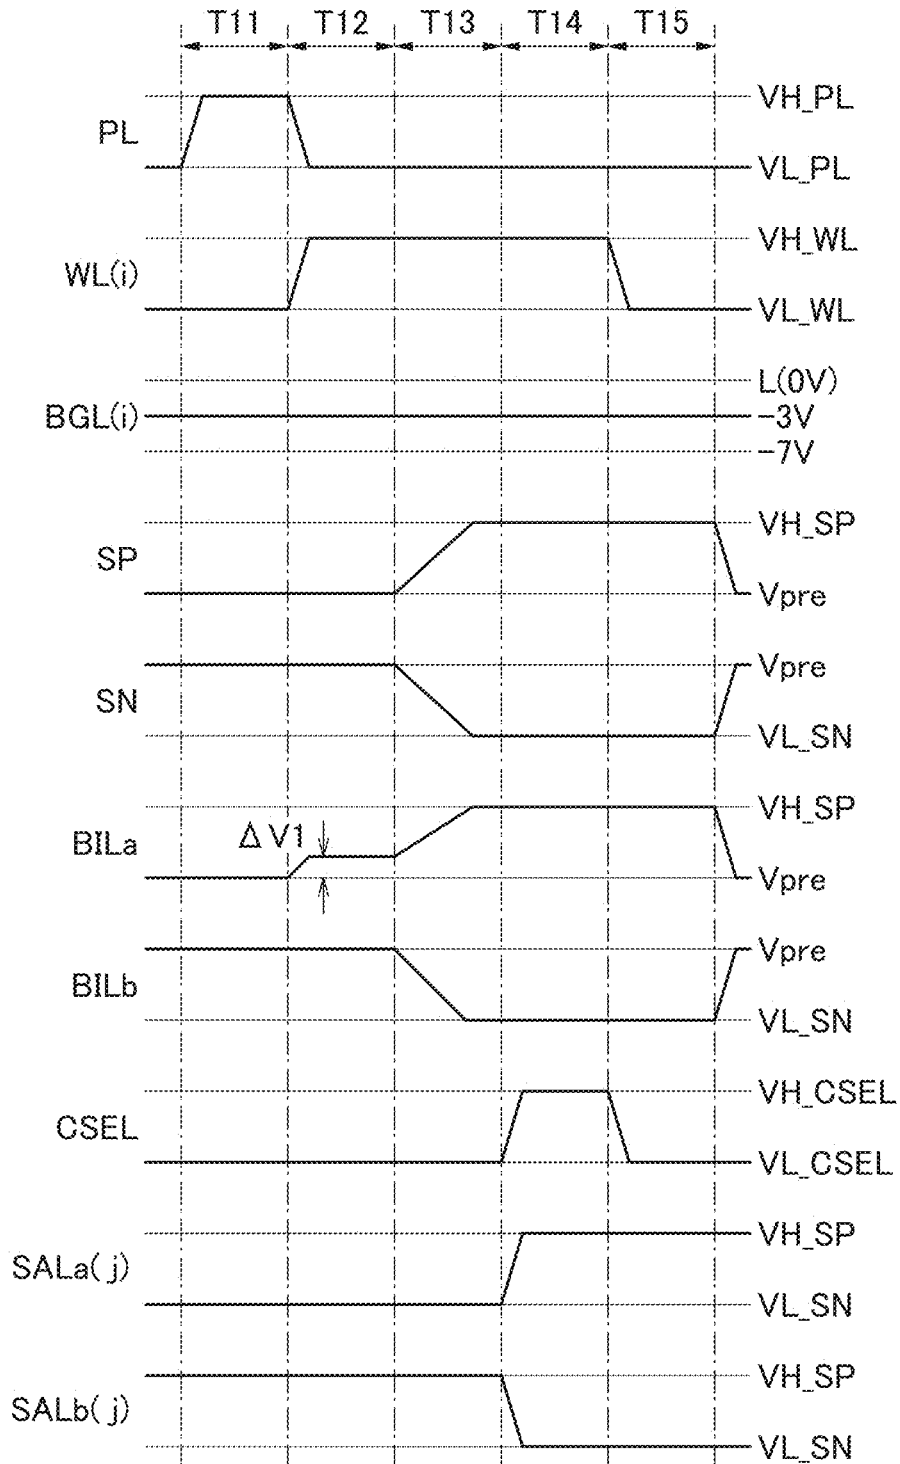 T11 T12 T13 T14 T15
PL
VH_PL
VL_PL
WL(i)
VH_WL
VL_WL
BGL(i)
L(0V)
-3V
-7V
SP
VH_SP
Vpre
SN
Vpre
VL_SN
BILa
Δ V1
VH_SP
Vpre
BILb
Vpre
VL_SN
CSEL
VH_CSEL
VL_CSEL
SALa( j)
VH_SP
VL_SN
SALb( j)
VH_SP
VL_SN